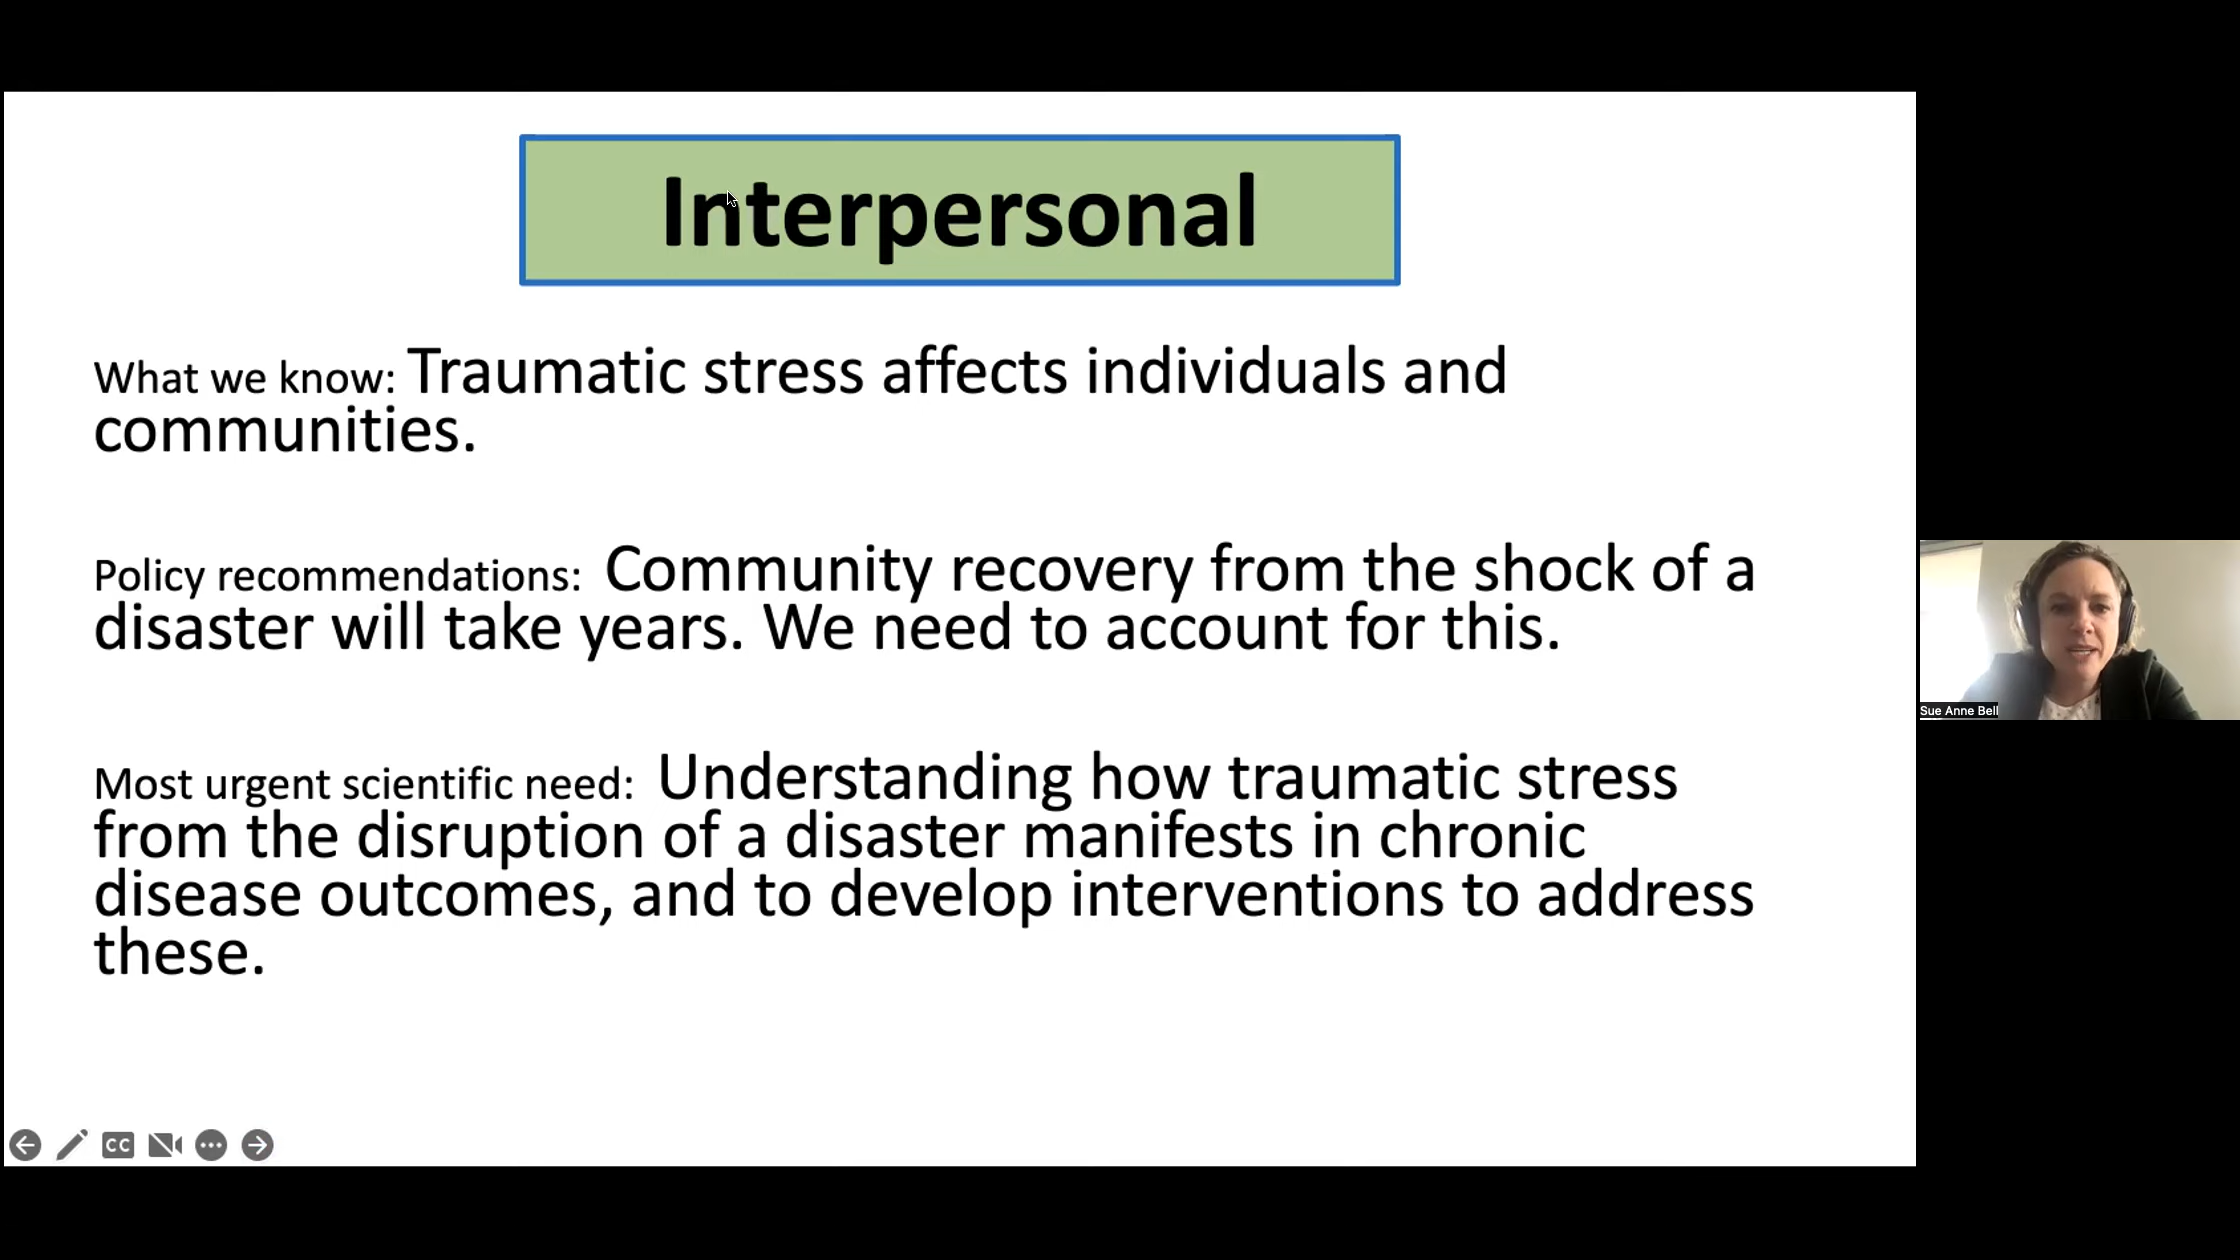 Interpersonal
What we know: Traumatic stress affects individuals and
communities.
Policy recommendations: Community recovery from the shock of a
disaster will take years. We need to account for this.
Most urgent scientific need: Understanding how traumatic stress
from the disruption of a disaster manifests in chronic
disease outcomes, and to develop interventions to address
these.
Sue Anne Bell
CC